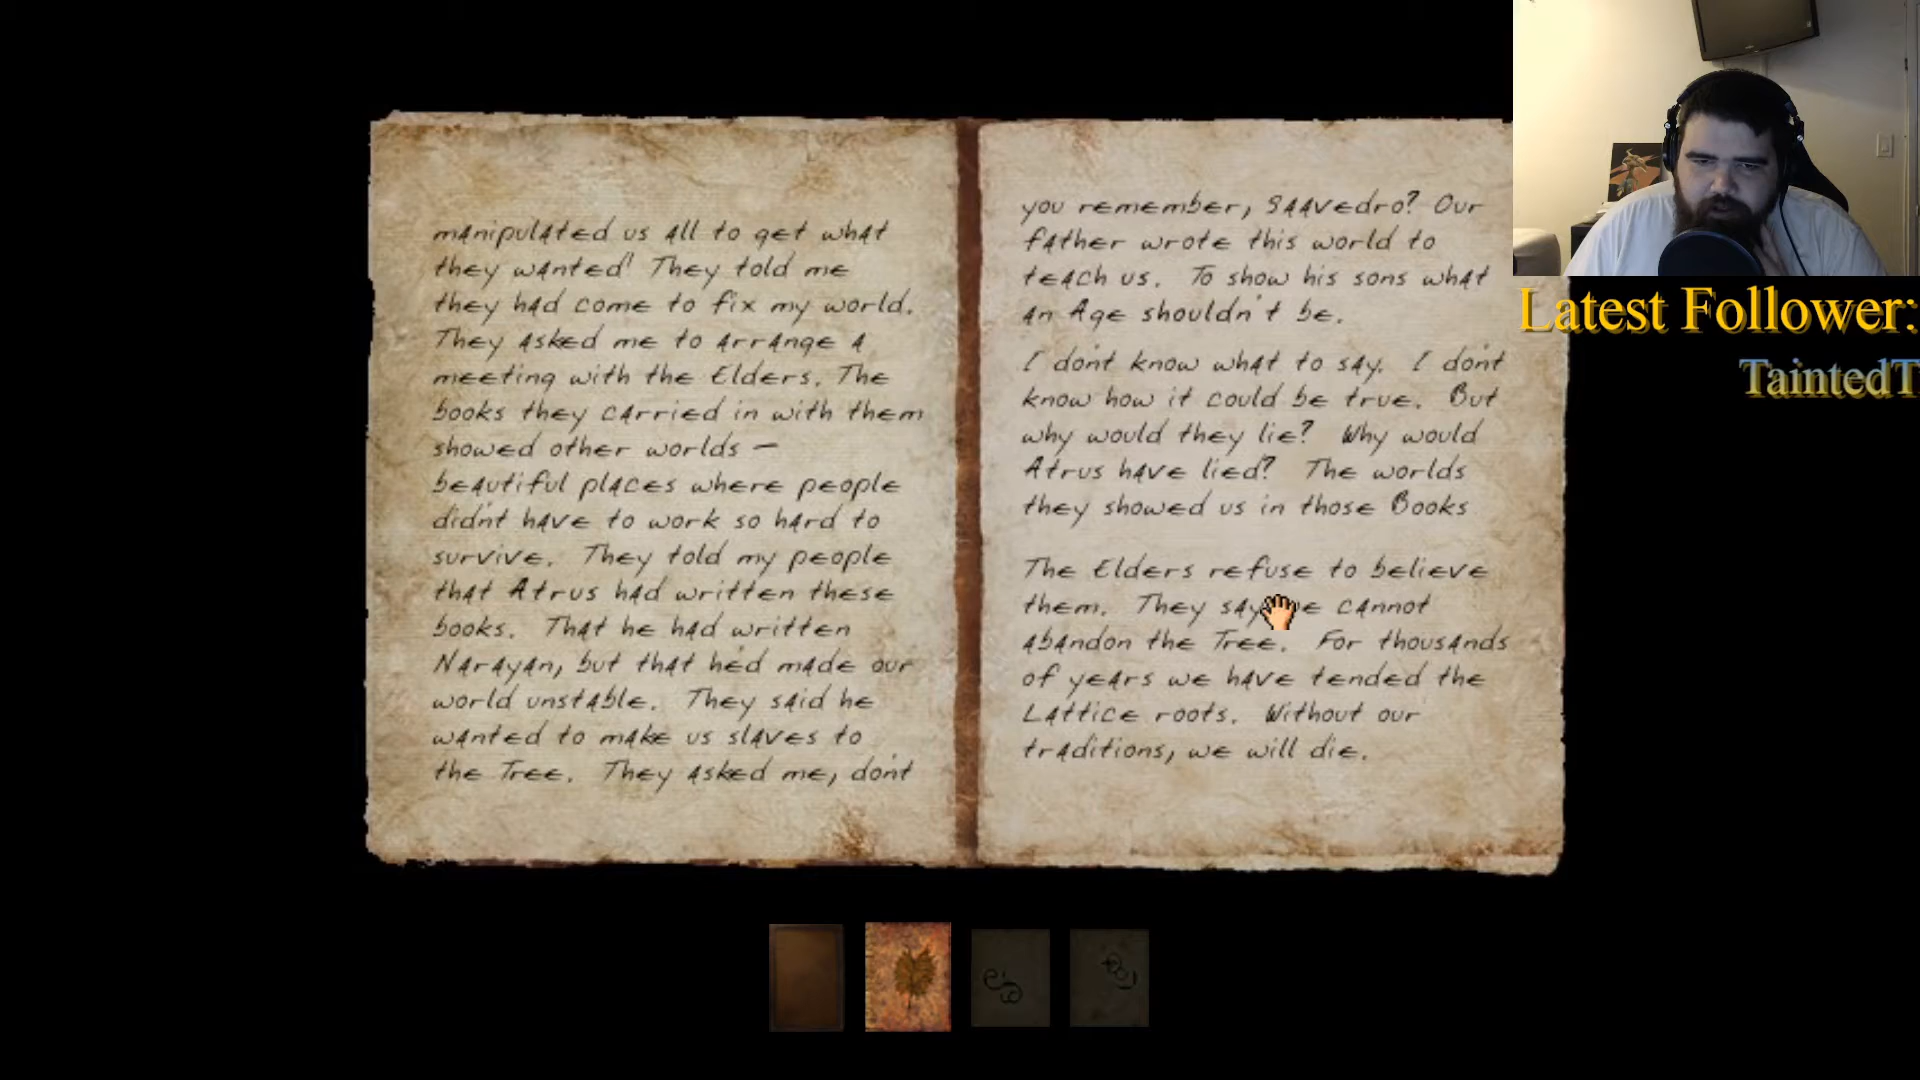 manipulated us all to get what
they wanted! They told me
they had come to fix my world.
They asked me to arrange a
meeting with the Elders. The
books they carried in with them
showed other worlds —
beautiful places where people
didn't have to work so hard to
survive. They told my people
that Atrus had written these
books. That he had written
Narayan, but that he'd made our
world unstable. They said he
wanted to make us slaves to
the Tree. They asked me, don't
you remember, Saavedro? Our
father wrote this world to
teach us. To show his sons what
an Age shouldn't be.
I don't know what to say. I don't
know how it could be true. But
why would they lie? Why would
Atrus have lied? The worlds
they showed us in those Books
The Elders refuse to believe
them. They say cannot
abandon the Tree. For thousands
of years we have tended the
Lattice roots. Without our
traditions, we will die.
Latest Follower:
TaintedT